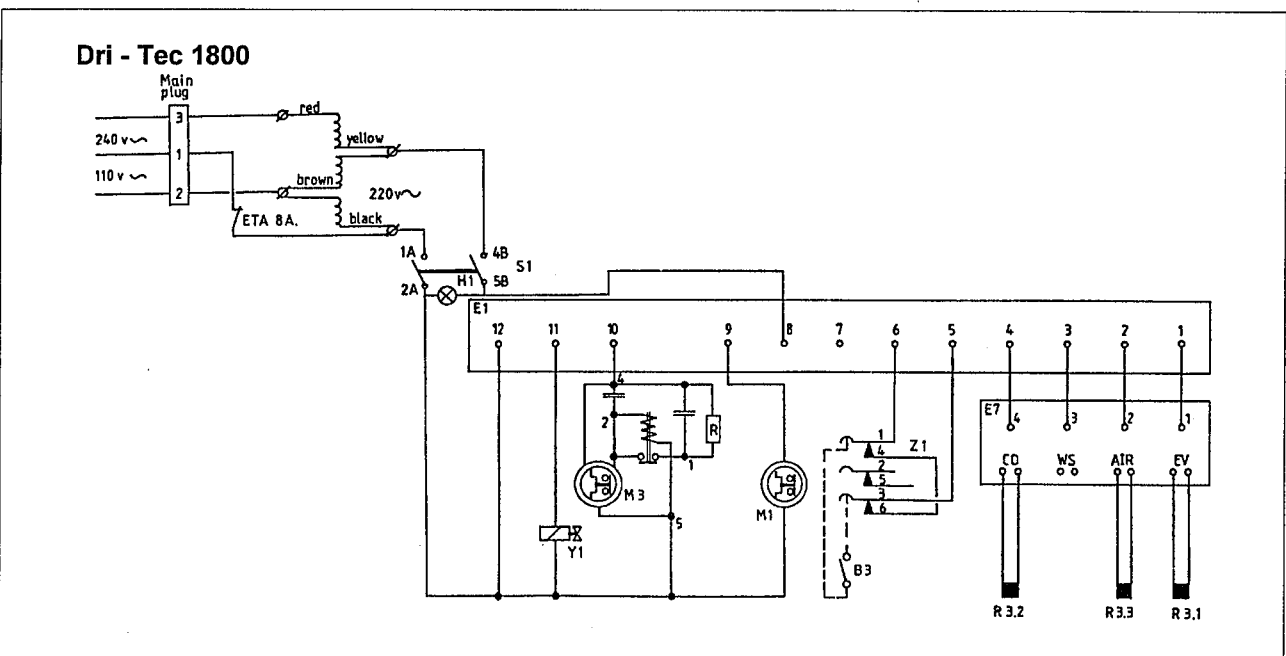 Dri - Tec 1800
Main
plug
3
red
240 v~
yellow
1
110 v ~
brown
2
220v~
ETA 8A.
black
1A
4B
S1
H1
5B
2A
E1
12 11 10 9 8 7 6 5 4 3 2 1
4
E7
4 3 2 1
2
R
1
1
4
Z1
2
5
3
6
CO WS AIR EV
M3
M1
5
Y1
B3
R 3.2 R 3.3 R 3.1